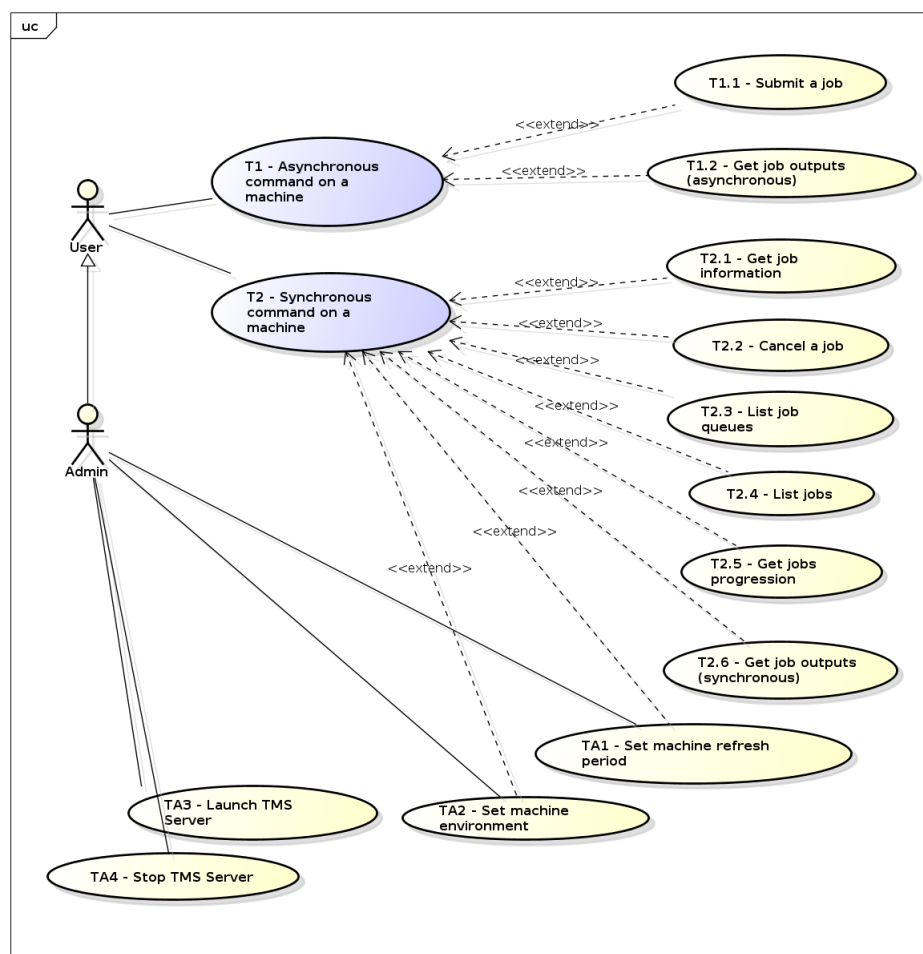 uc
T1.1 - Submit a job
<<extend>>
T1 - Asynchronous
command on a
machine
<<extend>>
T1.2 - Get job outputs
(asynchronous)
User
T2 - Synchronous
command on a
machine
<<extend>>
T2.1 - Get job
information
<<extend>>
T2.2 - Cancel a job
<<extend>>
T2.3 - List job
queues
<<extend>>
T2.4 - List jobs
<<extend>>
T2.5 - Get jobs
progression
<<extend>>
T2.6 - Get job outputs
(synchronous)
Admin
<<extend>>
TA1 - Set machine refresh
period
<<extend>>
TA2 - Set machine
environment
TA3 - Launch TMS
Server
TA4 - Stop TMS Server